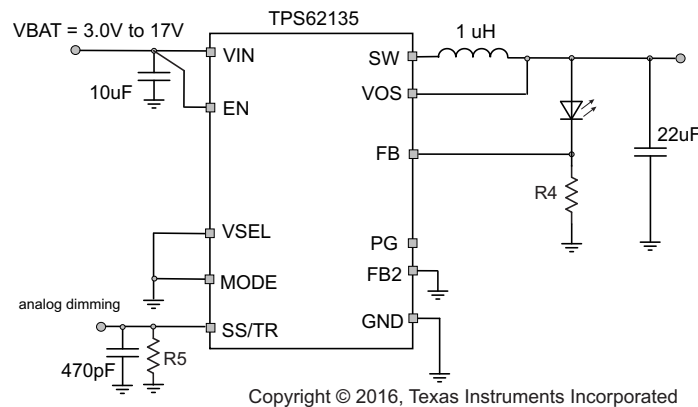 TPS62135
VBAT = 3.0V to 17V
VIN
SW
1 uH
10uF
VOS
EN
FB
22uF
R4
VSEL
PG
MODE
FB2
analog dimming
SS/TR
GND
470pF
R5
Copyright © 2016, Texas Instruments Incorporated